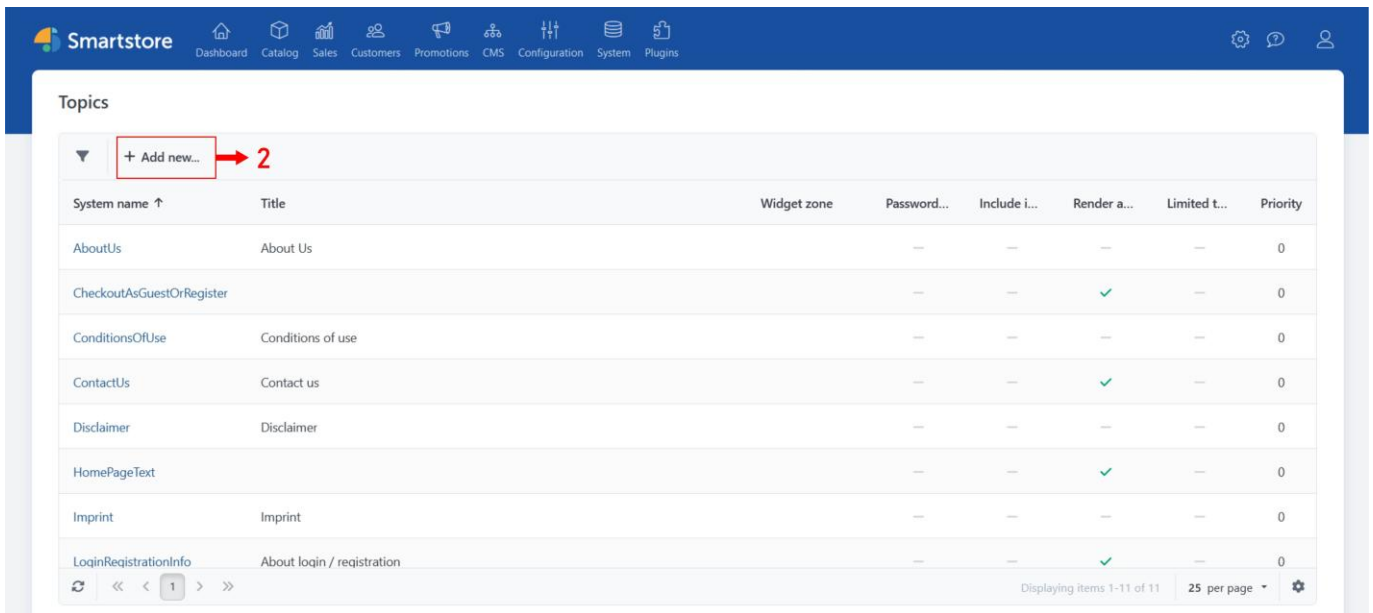 Smartstore
Dashboard Catalog Sales Customers Promotions CMS Configuration System Plugins
Topics
+ Add new... 2
System name ↑ Title Widget zone Password... Include i... Render a... Limited t... Priority
AboutUs About Us — — — — 0
CheckoutAsGuestOrRegister — — ✓ — 0
ConditionsOfUse Conditions of use — — — — 0
ContactUs Contact us — — ✓ — 0
Disclaimer Disclaimer — — — — 0
HomePageText — — ✓ — 0
Imprint Imprint — — — — 0
LoginRegistrationInfo About login / registration — — ✓ — 0
1 Displaying items 1-11 of 11 25 per page